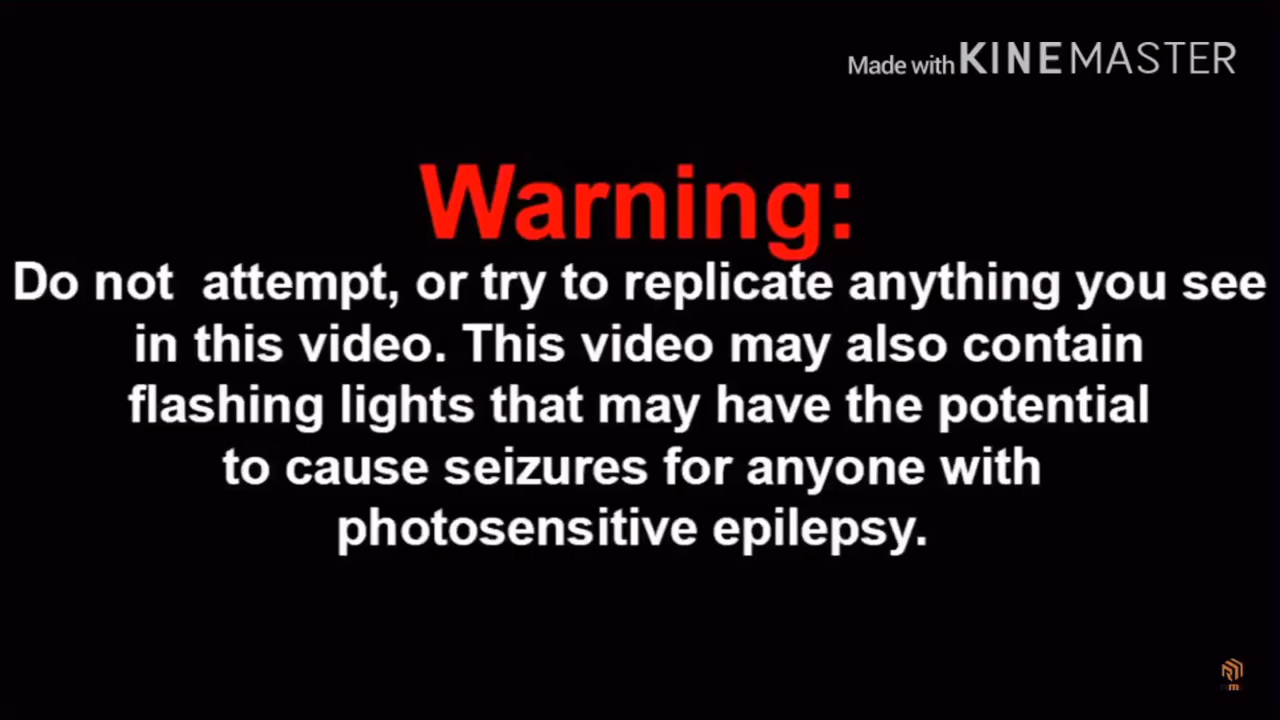 Made with KINEMASTER
Warning:
Do not attempt, or try to replicate anything you see
in this video. This video may also contain
flashing lights that may have the potential
to cause seizures for anyone with
photosensitive epilepsy.